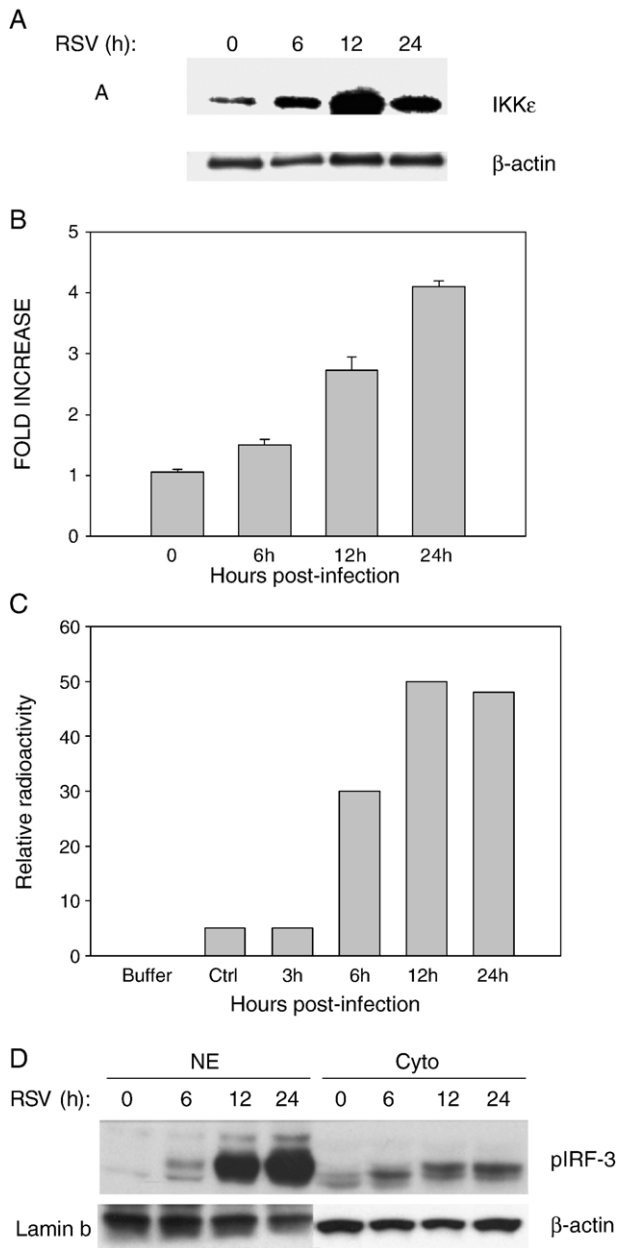 A
RSV (h): 0 6 12 24
A
IKKε
β-actin
B
5
4
3
2
1
0
FOLD INCREASE
0 6h 12h 24h
Hours post-infection
C
60
50
40
30
20
10
0
Relative radioactivity
Buffer Ctrl 3h 6h 12h 24h
Hours post-infection
D
NE Cyto
RSV (h): 0 6 12 24 0 6 12 24
pIRF-3
Lamin b β-actin